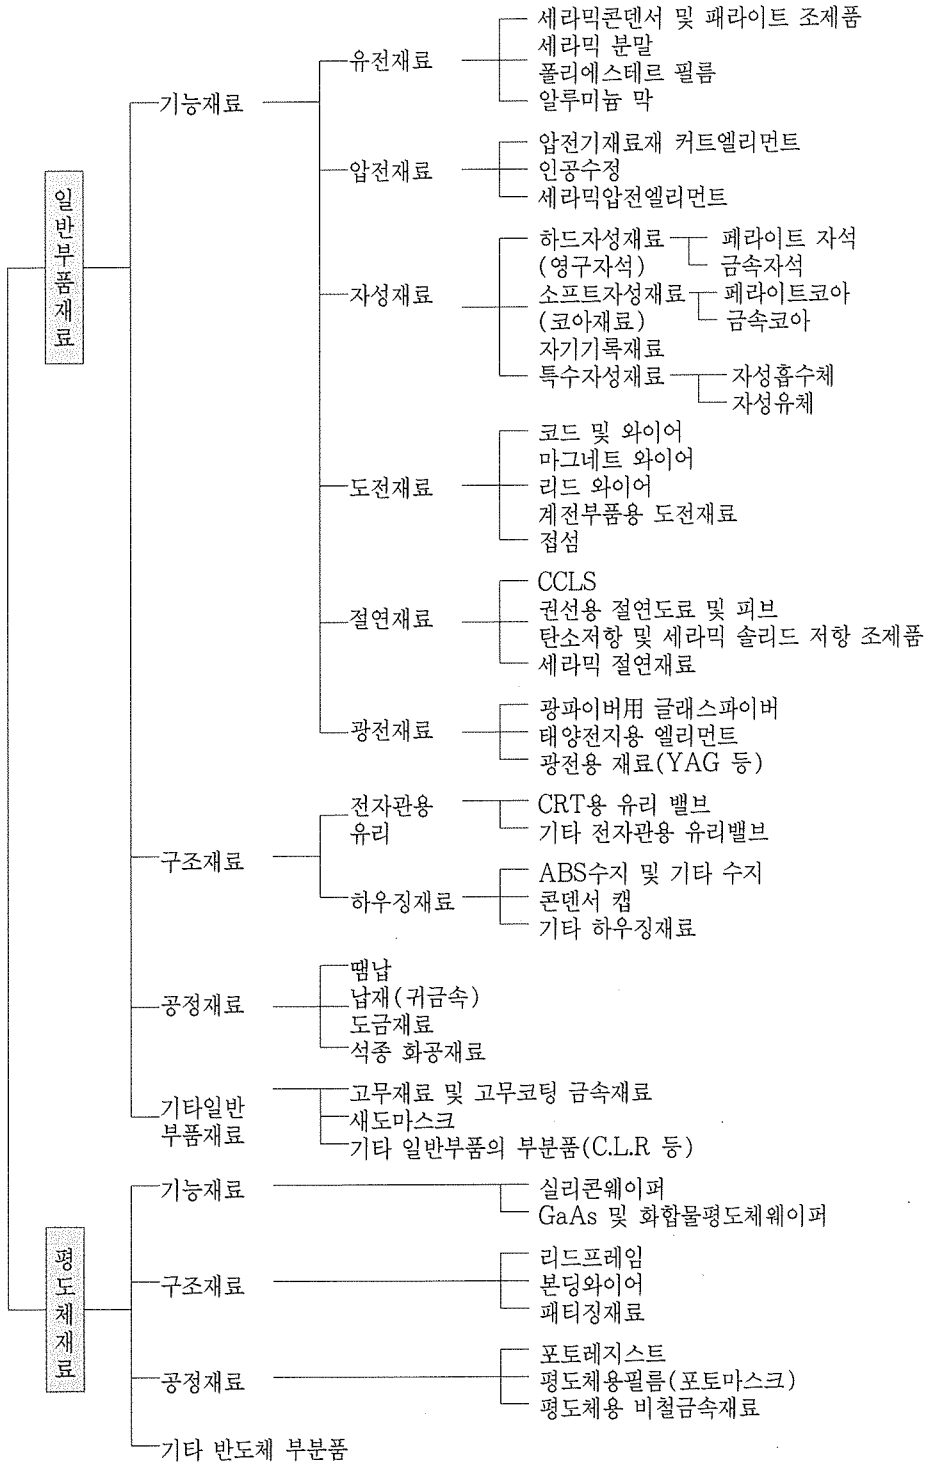 일반부품재료
기능재료
유전재료
세라믹콘덴서 및 패라이트 조제품
세라믹 분말
폴리에스테르 필름
알루미늄 막
압전재료
압전기재료재 커트엘리먼트
인공수정
세라믹압전엘리먼트
자성재료
하드자성재료
(영구자석)
페라이트 자석
금속자석
소프트자성재료
(코아재료)
페라이트코아
금속코아
자기기록재료
특수자성재료
자성흡수체
자성유체
도전재료
코드 및 와이어
마그네트 와이어
리드 와이어
계전부품용 도전재료
접섬
절연재료
CCLS
권선용 절연도료 및 피브
탄소저항 및 세라믹 솔리드 저항 조제품
세라믹 절연재료
광전재료
광파이버用 글래스파이버
태양전지용 엘리먼트
광전용 재료(YAG 등)
구조재료
전자관용
유리
CRT용 유리 밸브
기타 전자관용 유리밸브
하우징재료
ABS수지 및 기타 수지
콘덴서 캡
기타 하우징재료
공정재료
땜납
납재(귀금속)
도금재료
석종 화공재료
기타일반
부품재료
고무재료 및 고무코팅 금속재료
새도마스크
기타 일반부품의 부분품(C.L.R 등)
평도체재료
기능재료
실리콘웨이퍼
GaAs 및 화합물평도체웨이퍼
구조재료
리드프레임
본딩와이어
패티징재료
공정재료
포토레지스트
평도체용필름(포토마스크)
평도체용 비철금속재료
기타 반도체 부분품